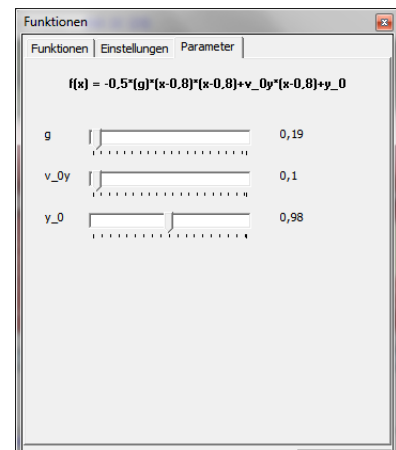 Funktionen
Funktionen Einstellungen Parameter
f(x) = -0,5*(g)*(x-0,8)*(x-0,8)+v_0y*(x-0,8)+y_0
g 0,19
v_0y 0,1
y_0 0,98